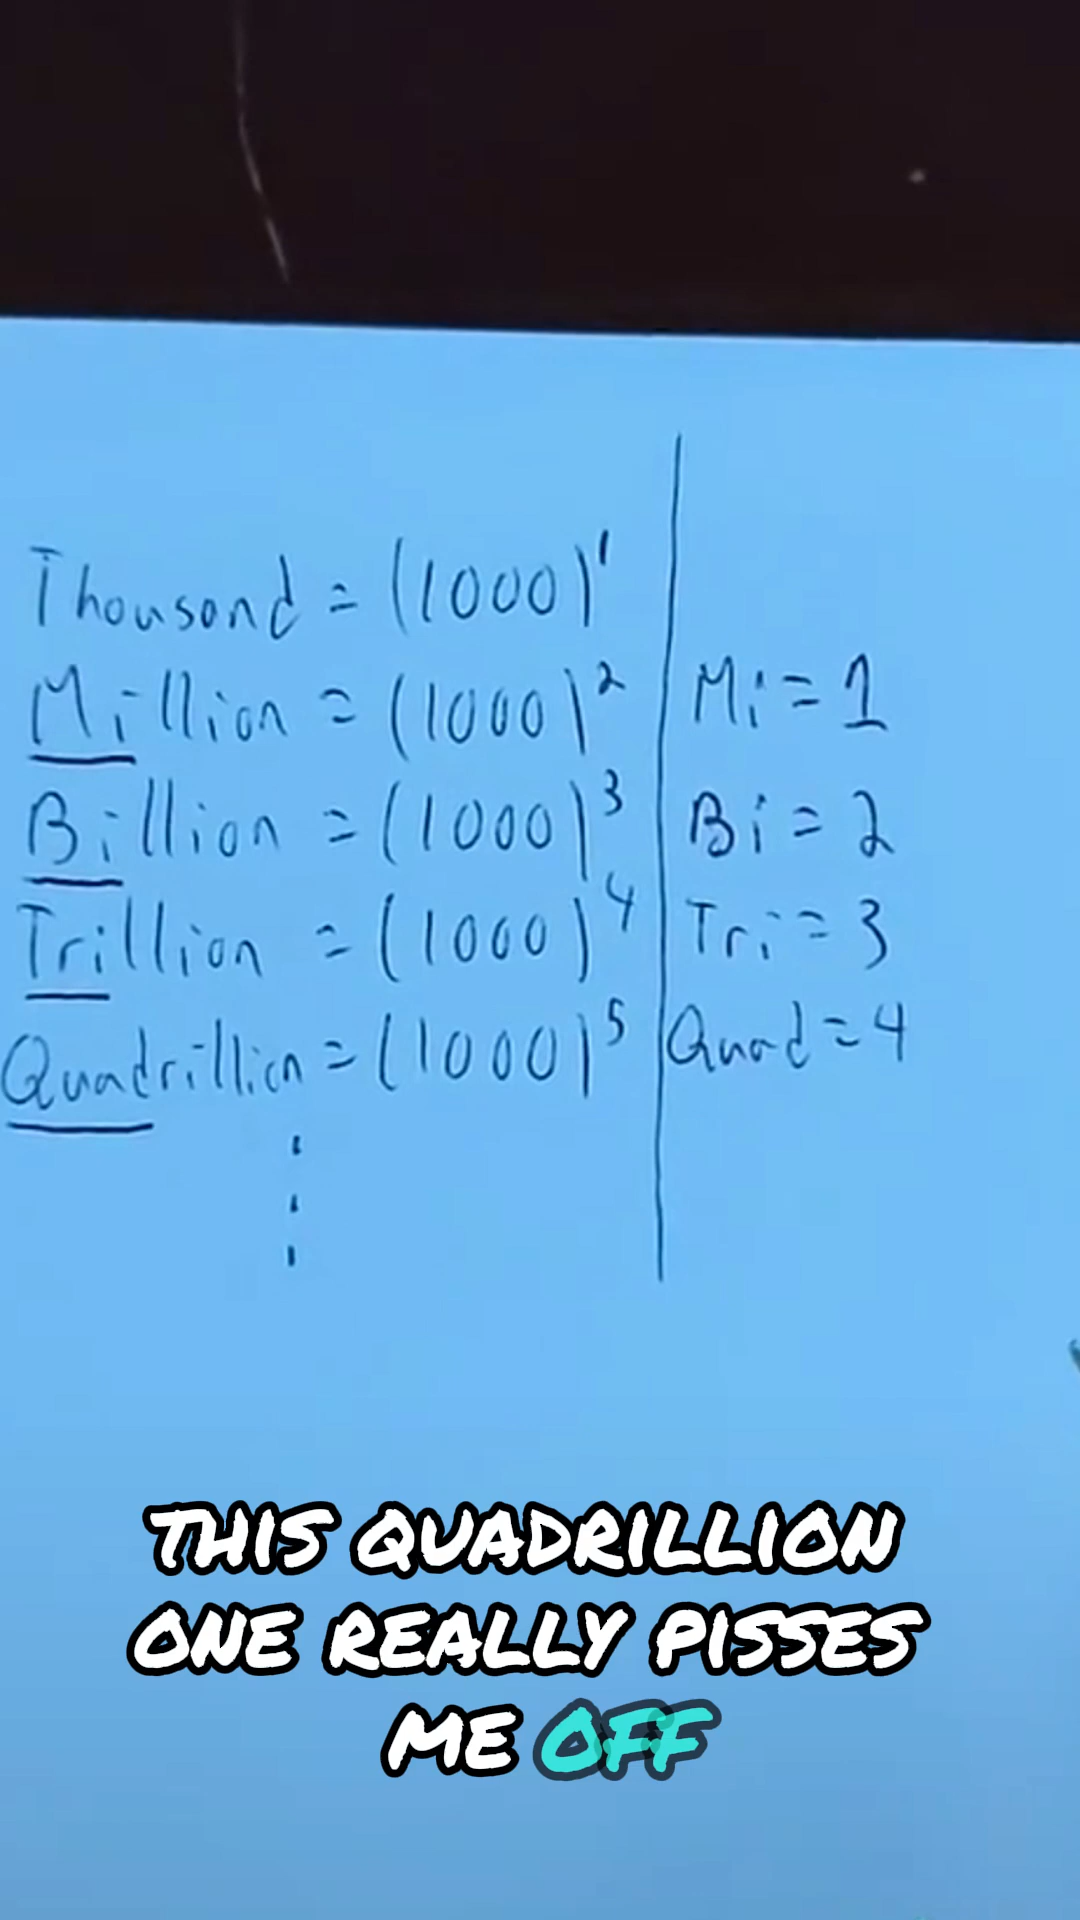 Thousand = (1000)¹
Million = (1000)² Mi = 1
Billion = (1000)³ Bi = 2
Trillion = (1000)⁴ Tri = 3
Quadrillion = (1000)⁵ Quad = 4
THIS QUADRILLION
ONE REALLY PISSES
ME OFF